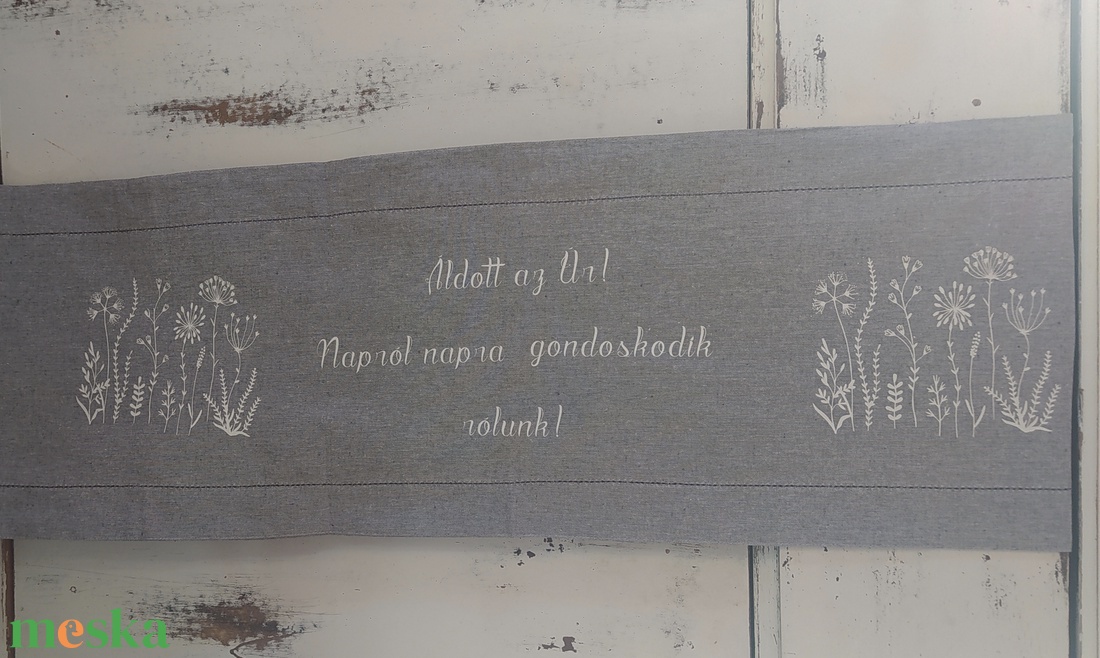 Áldott az Úr!
Napról napra gondoskodik
rólunk!
meska